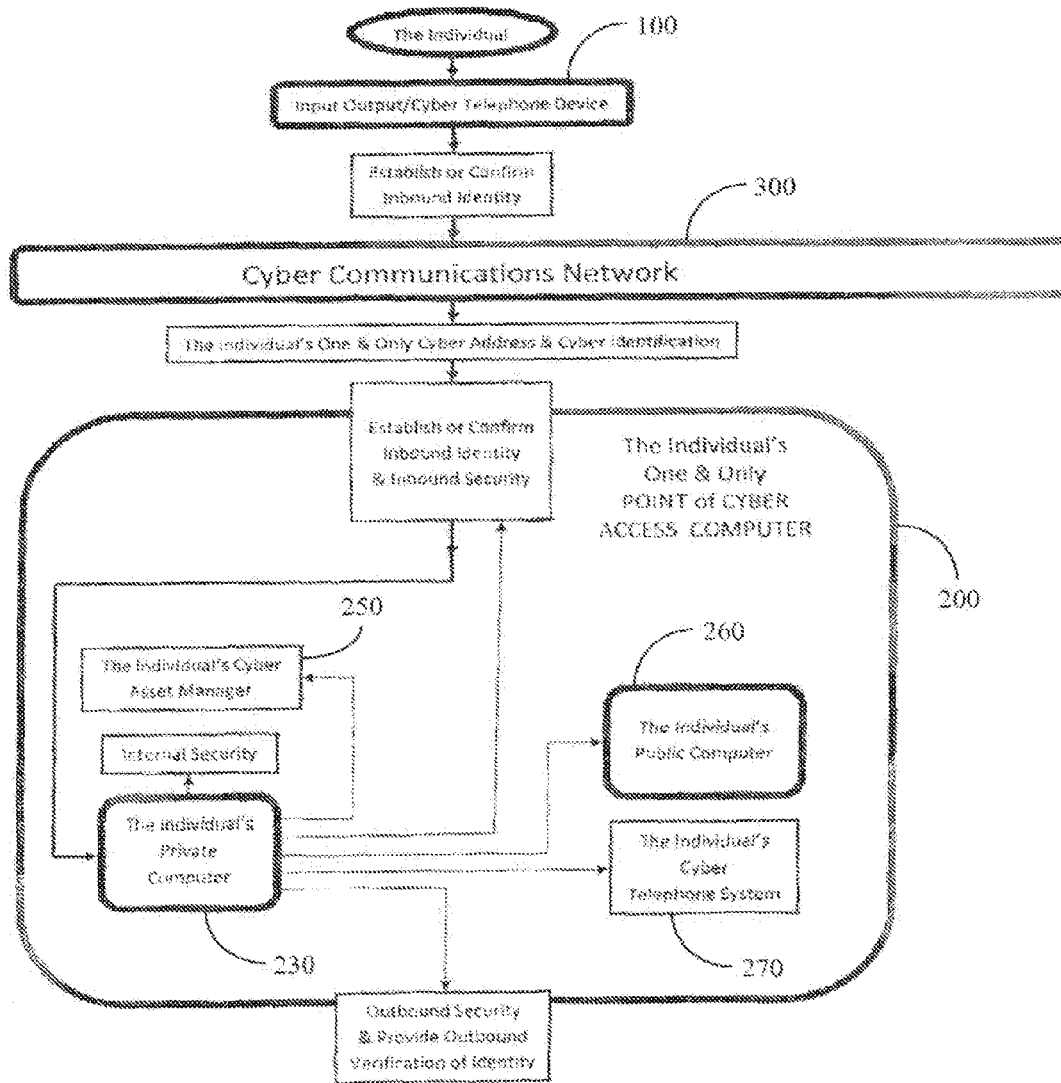 The Individual
100
Input Output/Cyber Telephone Device
Establish or Confirm
Inbound Identity
300
Cyber Communications Network
The Individual's One & Only Cyber Address & Cyber Identification
Establish or Confirm
Inbound Identity
& Inbound Security
The Individual's
One & Only
POINT of CYBER
ACCESS COMPUTER
200
250
The Individual's Cyber
Asset Manager
260
The Individual's
Public Computer
Internal Security
The Individual's
Private
Computer
230
The Individual's
Cyber
Telephone System
270
Outbound Security
& Provide Outbound
Verification of Identity